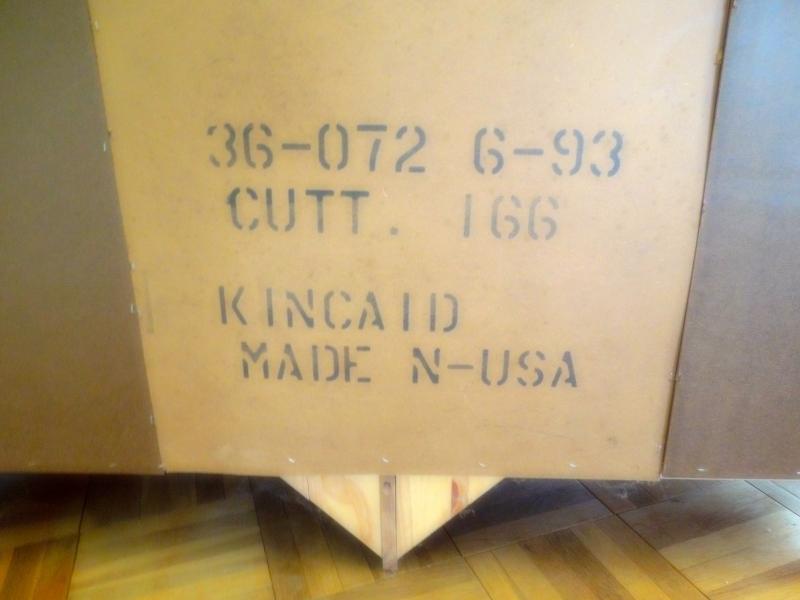 36-072 6-93
CUTT. 166
KINCAID
MADE N-USA